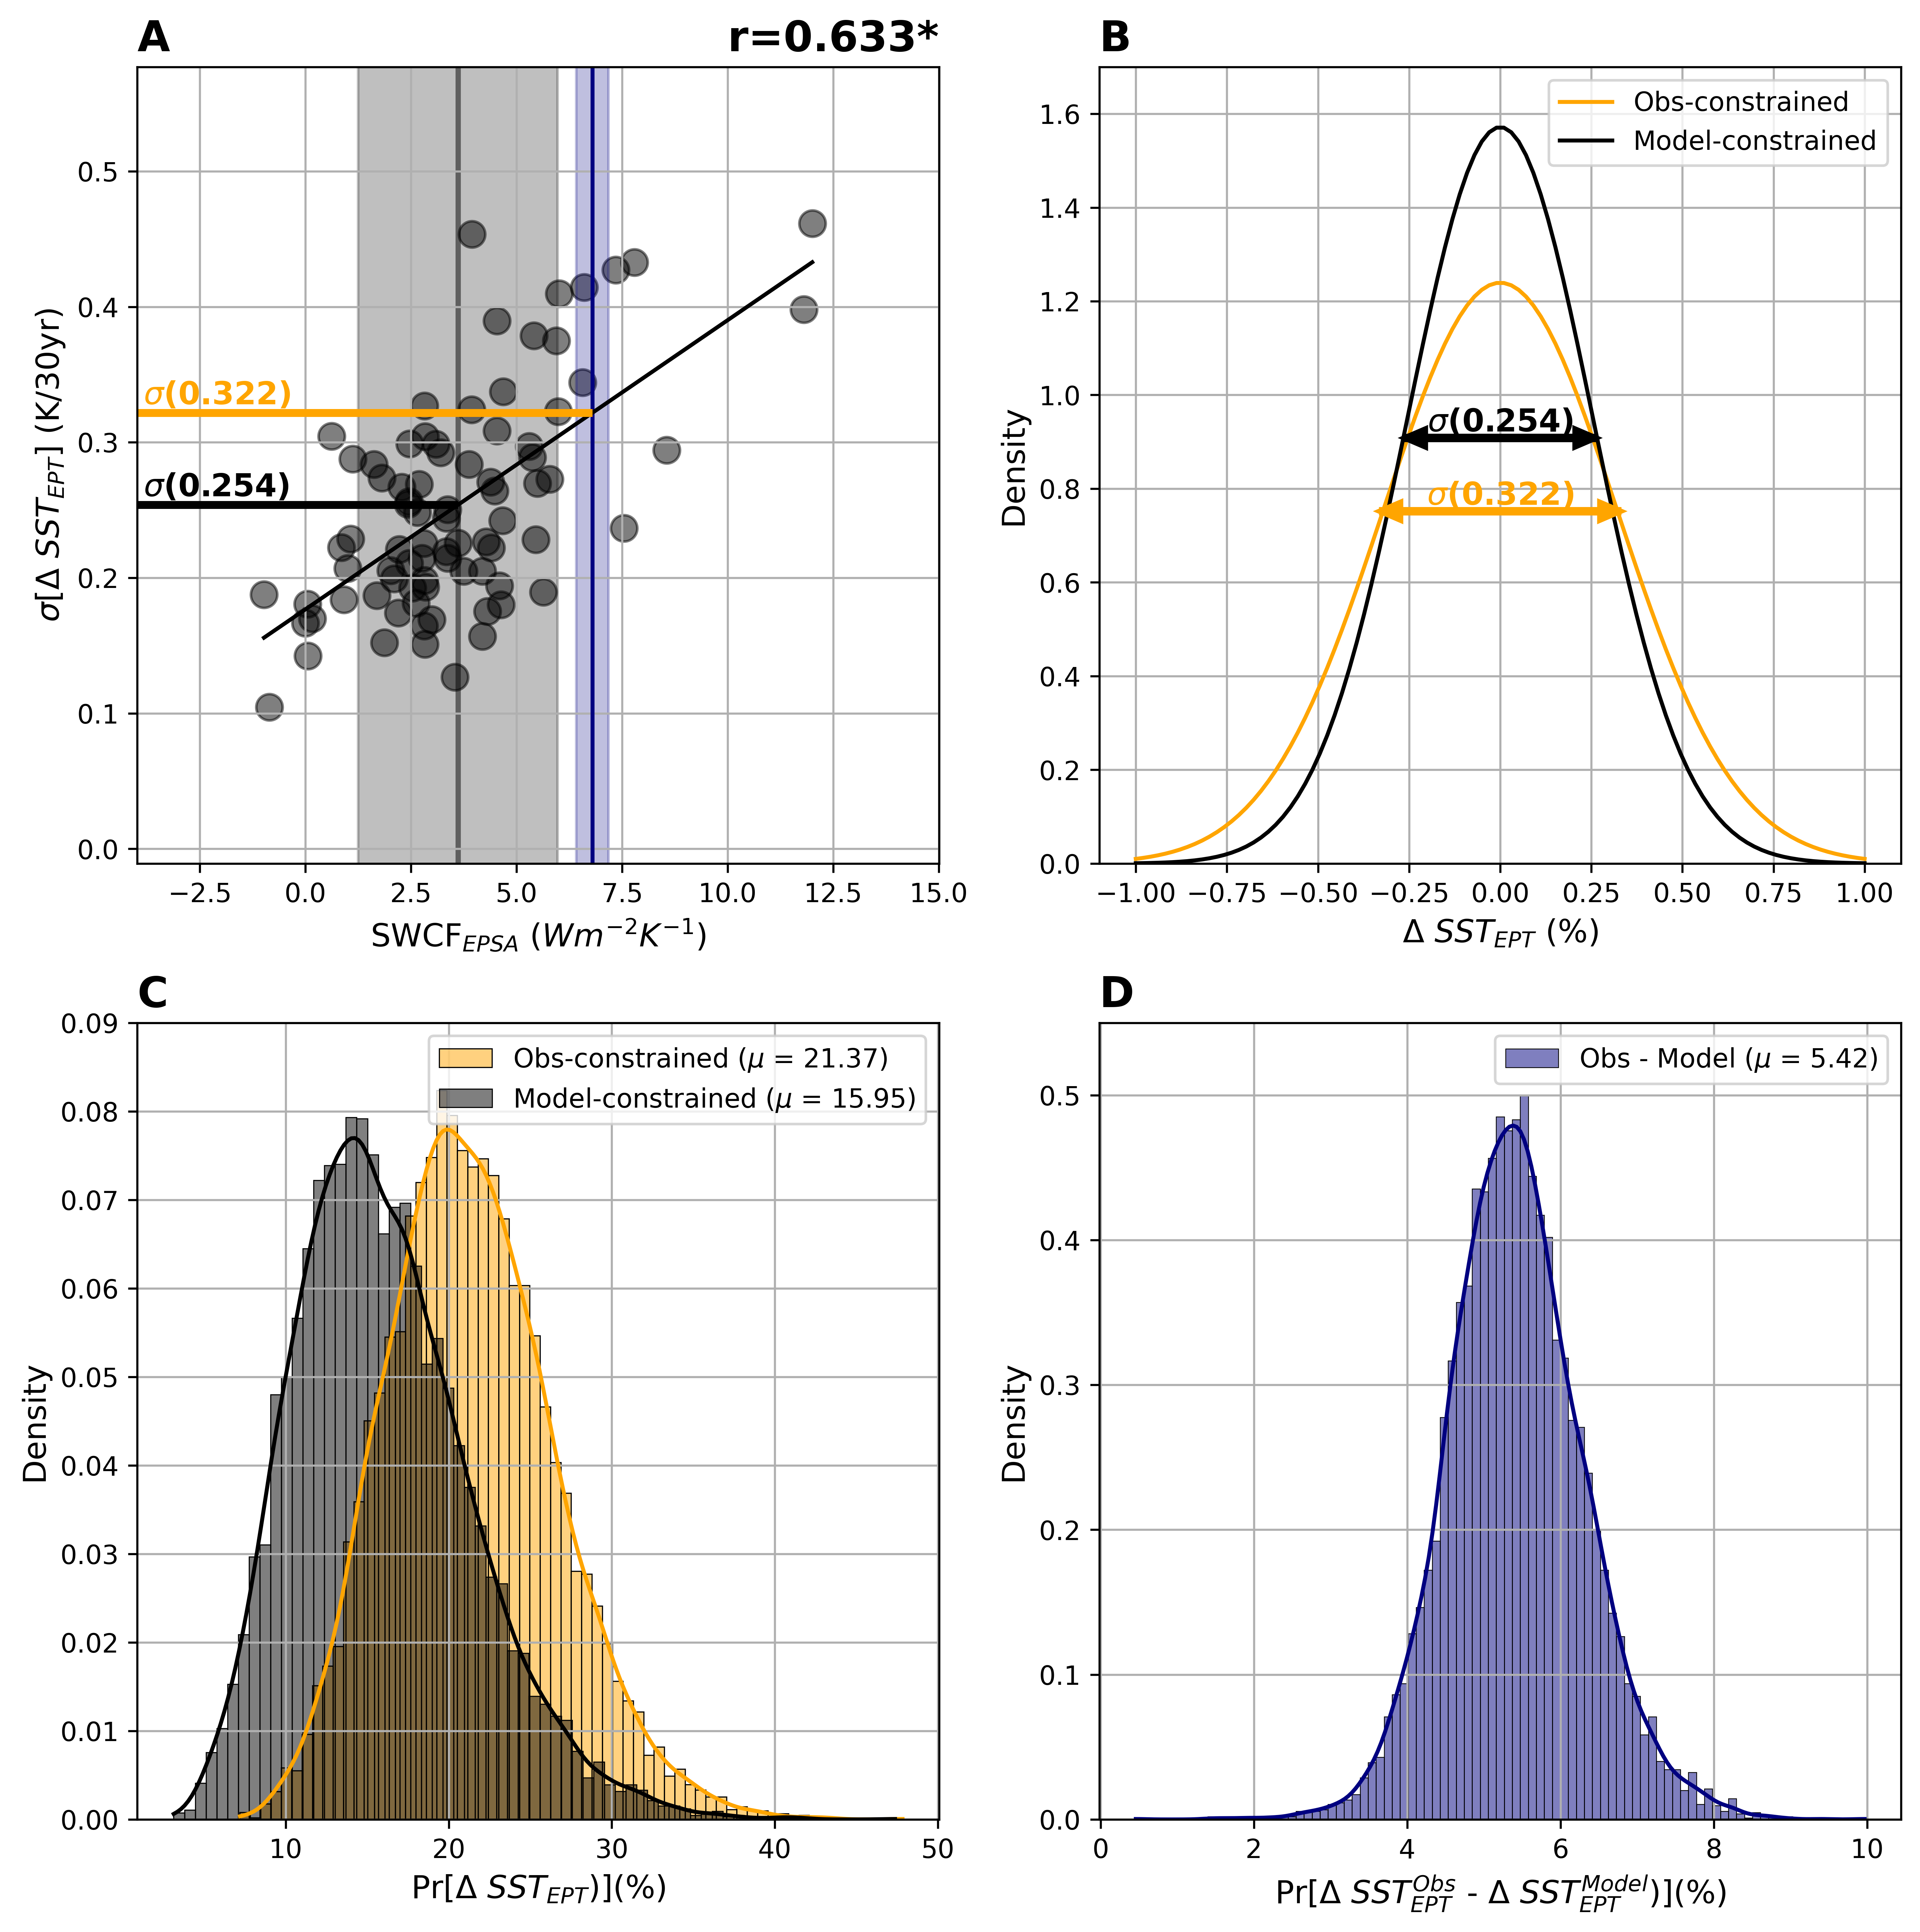 A
r=0.633*
σ[Δ SST_EPT] (K/30yr)
0.5
0.4
0.3
0.2
0.1
0.0
σ(0.322)
σ(0.254)
−2.5 0.0 2.5 5.0 7.5 10.0 12.5 15.0
SWCF_EPSA (Wm⁻²K⁻¹)
B
Density
1.6
1.4
1.2
1.0
0.8
0.6
0.4
0.2
0.0
Obs-constrained
Model-constrained
σ(0.254)
σ(0.322)
−1.00 −0.75 −0.50 −0.25 0.00 0.25 0.50 0.75 1.00
Δ SST_EPT (%)
C
Density
0.09
0.08
0.07
0.06
0.05
0.04
0.03
0.02
0.01
0.00
Obs-constrained (μ = 21.37)
Model-constrained (μ = 15.95)
10 20 30 40 50
Pr[Δ SST_EPT)](%)
D
Density
0.5
0.4
0.3
0.2
0.1
0.0
Obs - Model (μ = 5.42)
0 2 4 6 8 10
Pr[Δ SST_EPT^Obs - Δ SST_EPT^Model)](%)